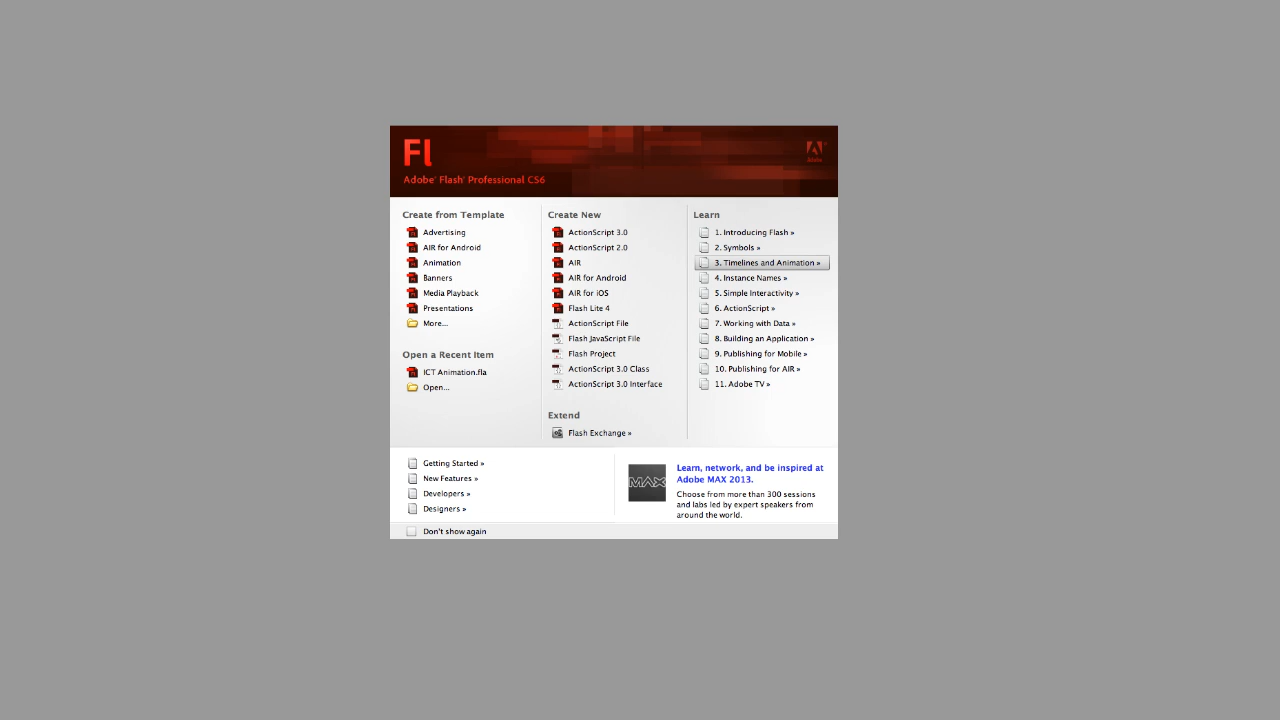 Fl
Adobe
Adobe® Flash® Professional CS6
Create from Template
Advertising
AIR for Android
Animation
Banners
Media Playback
Presentations
More...
Open a Recent Item
ICT Animation.fla
Open...
Create New
ActionScript 3.0
ActionScript 2.0
AIR
AIR for Android
AIR for iOS
Flash Lite 4
ActionScript File
Flash JavaScript File
Flash Project
ActionScript 3.0 Class
ActionScript 3.0 Interface
Extend
Flash Exchange »
Learn
1. Introducing Flash »
2. Symbols »
3. Timelines and Animation »
4. Instance Names »
5. Simple Interactivity »
6. ActionScript »
7. Working with Data »
8. Building an Application »
9. Publishing for Mobile »
10. Publishing for AIR »
11. Adobe TV »
Getting Started »
New Features »
Developers »
Designers »
MAX
Learn, network, and be inspired at
Adobe MAX 2013.
Choose from more than 300 sessions
and labs led by expert speakers from
around the world.
Don't show again